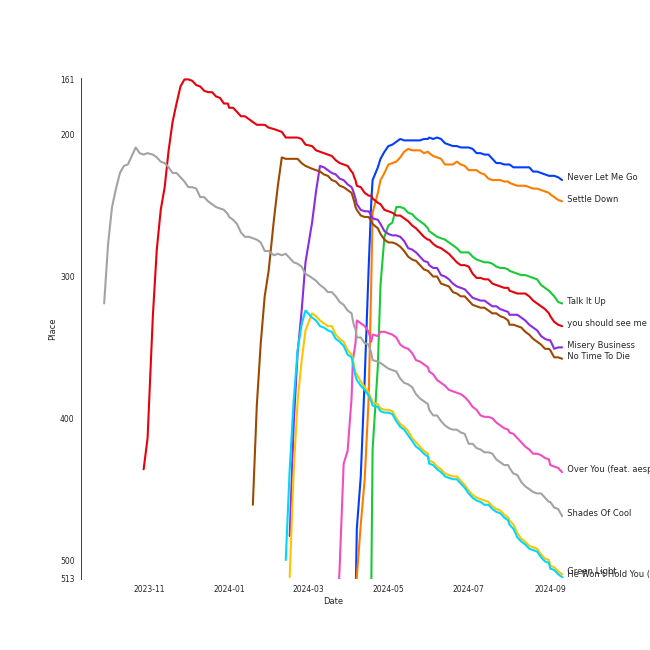 161
200
300
400
500
513
Place
2023-11
2024-01
2024-03
2024-05
2024-07
2024-09
Date
Never Let Me Go
Settle Down
Talk It Up
you should see me
Misery Business
No Time To Die
Over You (feat. aesp
Shades Of Cool
Green Light
He Won't Hold You (